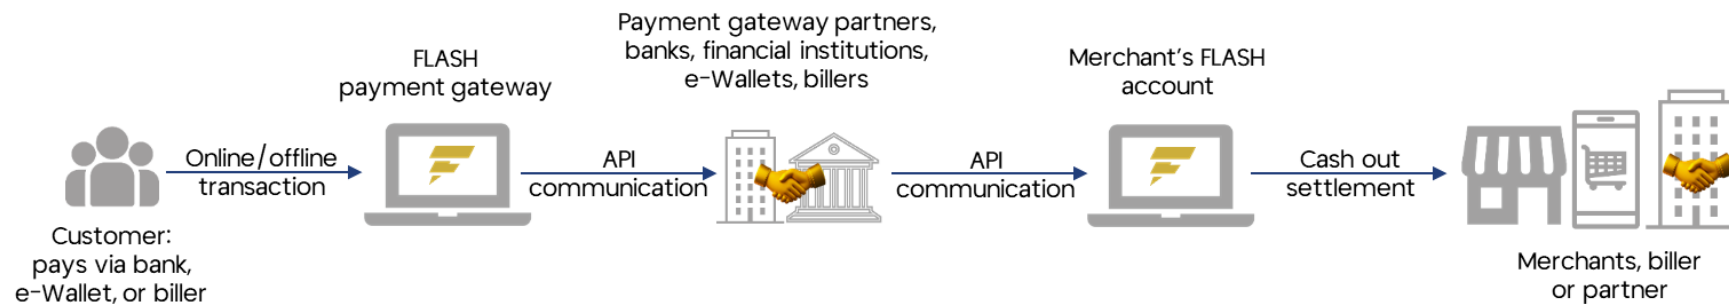 Customer:
pays via bank,
e-Wallet, or biller
Online/offline
transaction
FLASH
payment gateway
API
communication
Payment gateway partners,
banks, financial institutions,
e-Wallets, billers
API
communication
Merchant's FLASH
account
Cash out
settlement
Merchants, biller
or partner